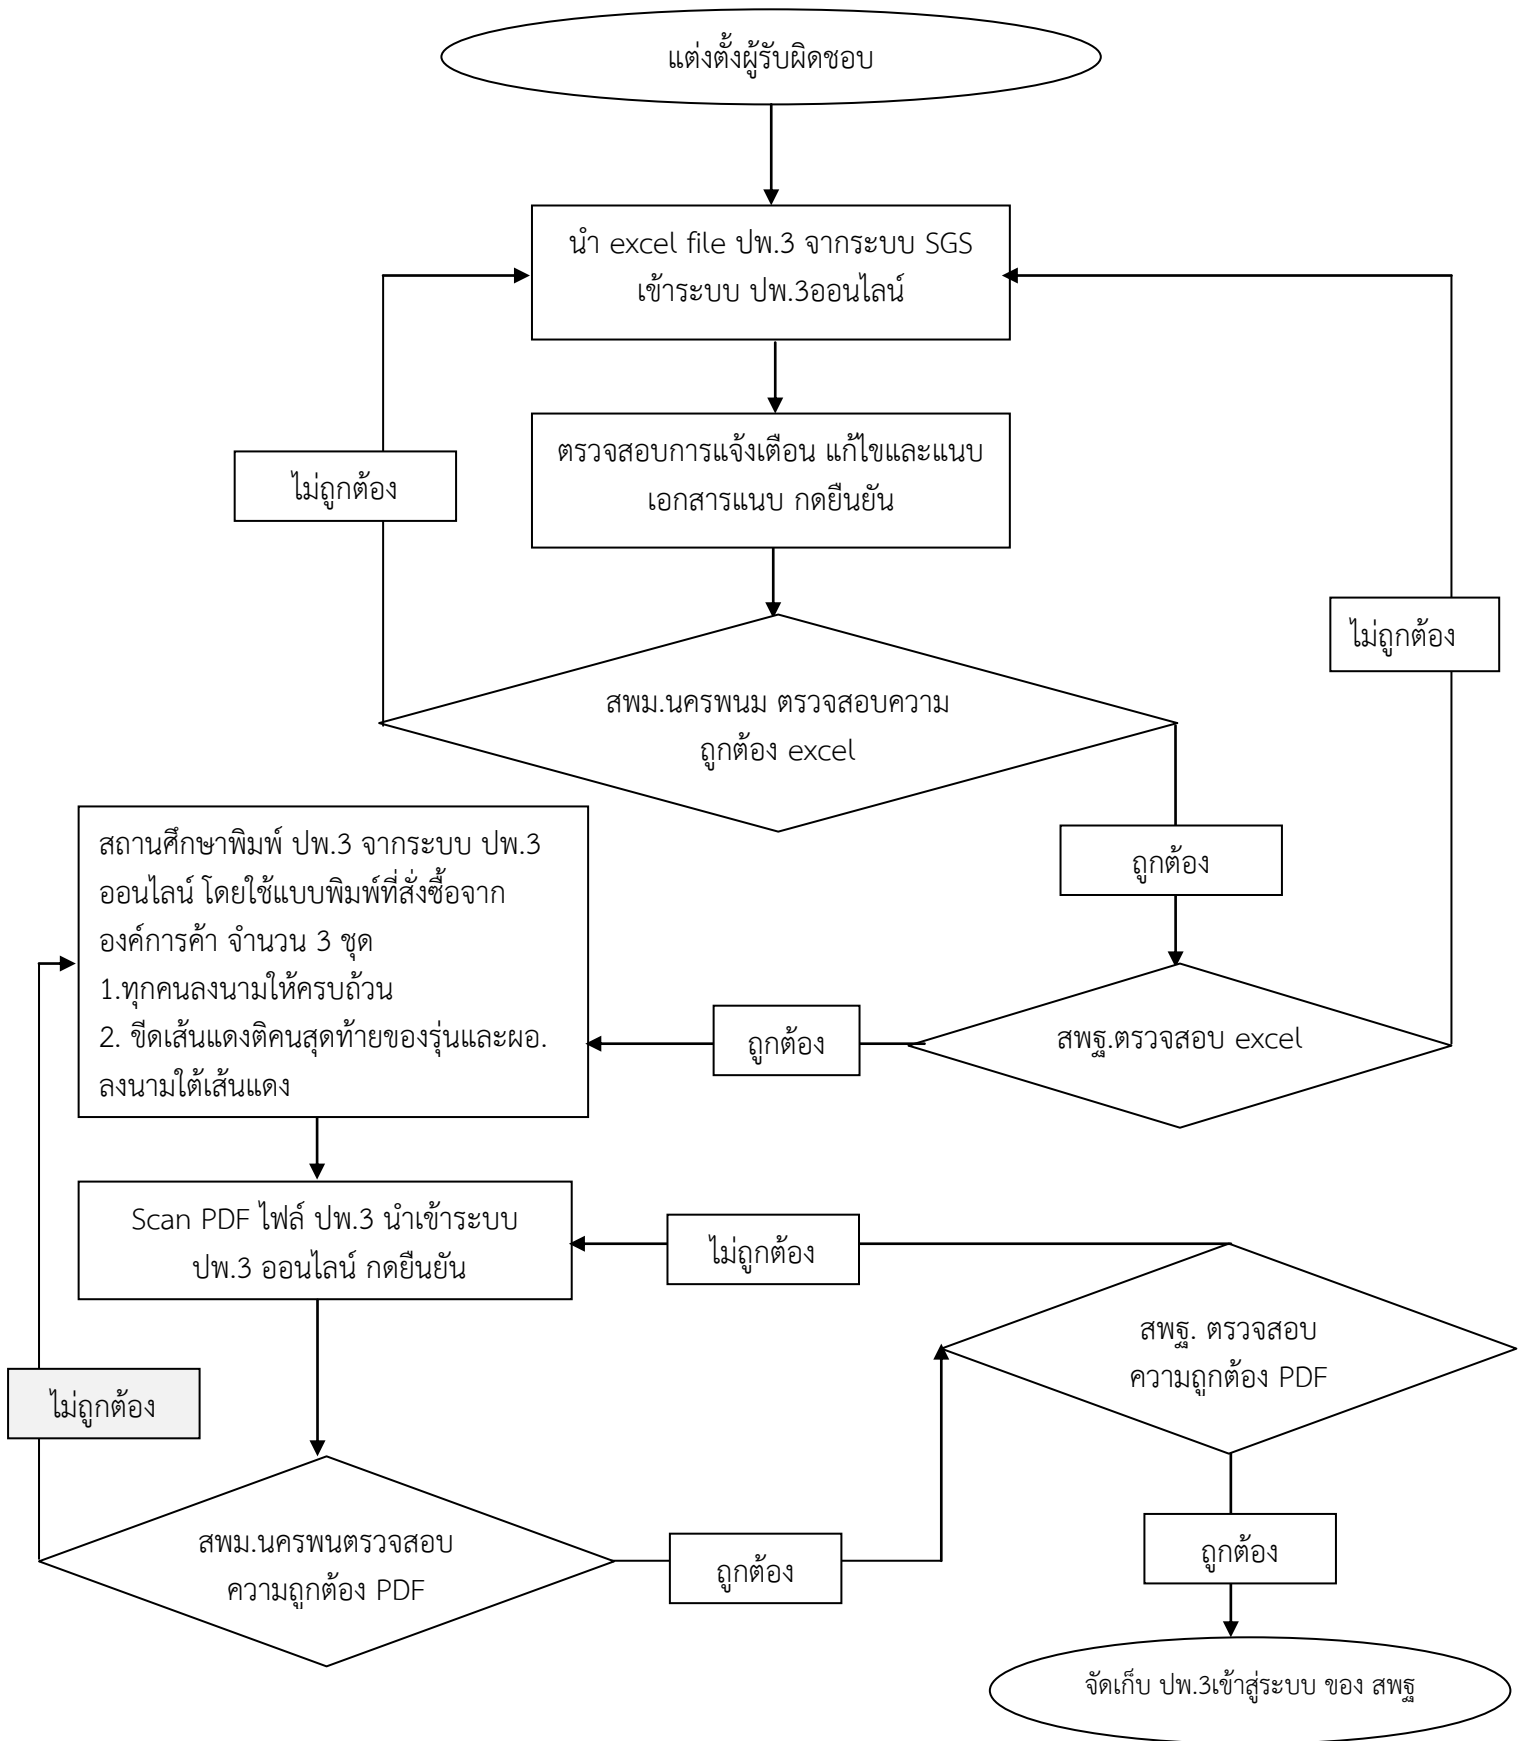 แต่งตั้งผู้รับผิดชอบ
นำ excel file ปพ.3 จากระบบ SGS
เข้าระบบ ปพ.3ออนไลน์
ตรวจสอบการแจ้งเตือน แก้ไขและแนบ
เอกสารแนบ กดยืนยัน
ไม่ถูกต้อง
ไม่ถูกต้อง
สพม.นครพนม ตรวจสอบความ
ถูกต้อง excel
ถูกต้อง
สถานศึกษาพิมพ์ ปพ.3 จากระบบ ปพ.3
ออนไลน์ โดยใช้แบบพิมพ์ที่สั่งซื้อจาก
องค์การค้า จำนวน 3 ชุด
1.ทุกคนลงนามให้ครบถ้วน
2. ขีดเส้นแดงติคนสุดท้ายของรุ่นและผอ.
ลงนามใต้เส้นแดง
ถูกต้อง
สพฐ.ตรวจสอบ excel
Scan PDF ไฟล์ ปพ.3 นำเข้าระบบ
ปพ.3 ออนไลน์ กดยืนยัน
ไม่ถูกต้อง
สพฐ. ตรวจสอบ
ความถูกต้อง PDF
ไม่ถูกต้อง
สพม.นครพนตรวจสอบ
ความถูกต้อง PDF
ถูกต้อง
ถูกต้อง
จัดเก็บ ปพ.3เข้าสู่ระบบ ของ สพฐ